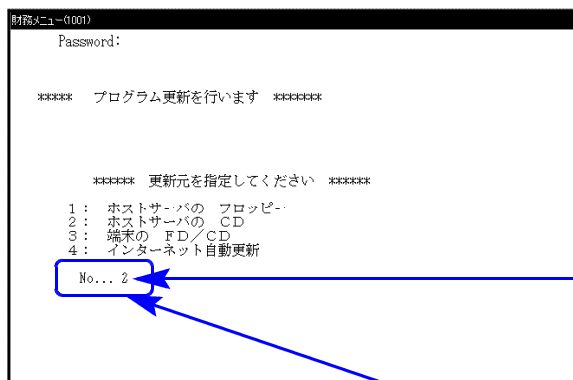 財務メニュー(1001)
Password:
***** プログラム更新を行います *******
****** 更新元を指定してください ******
1: ホストサーバの フロッピー
2: ホストサーバの CD
3: 端末の FD/CD
4: インターネット自動更新
No... 2